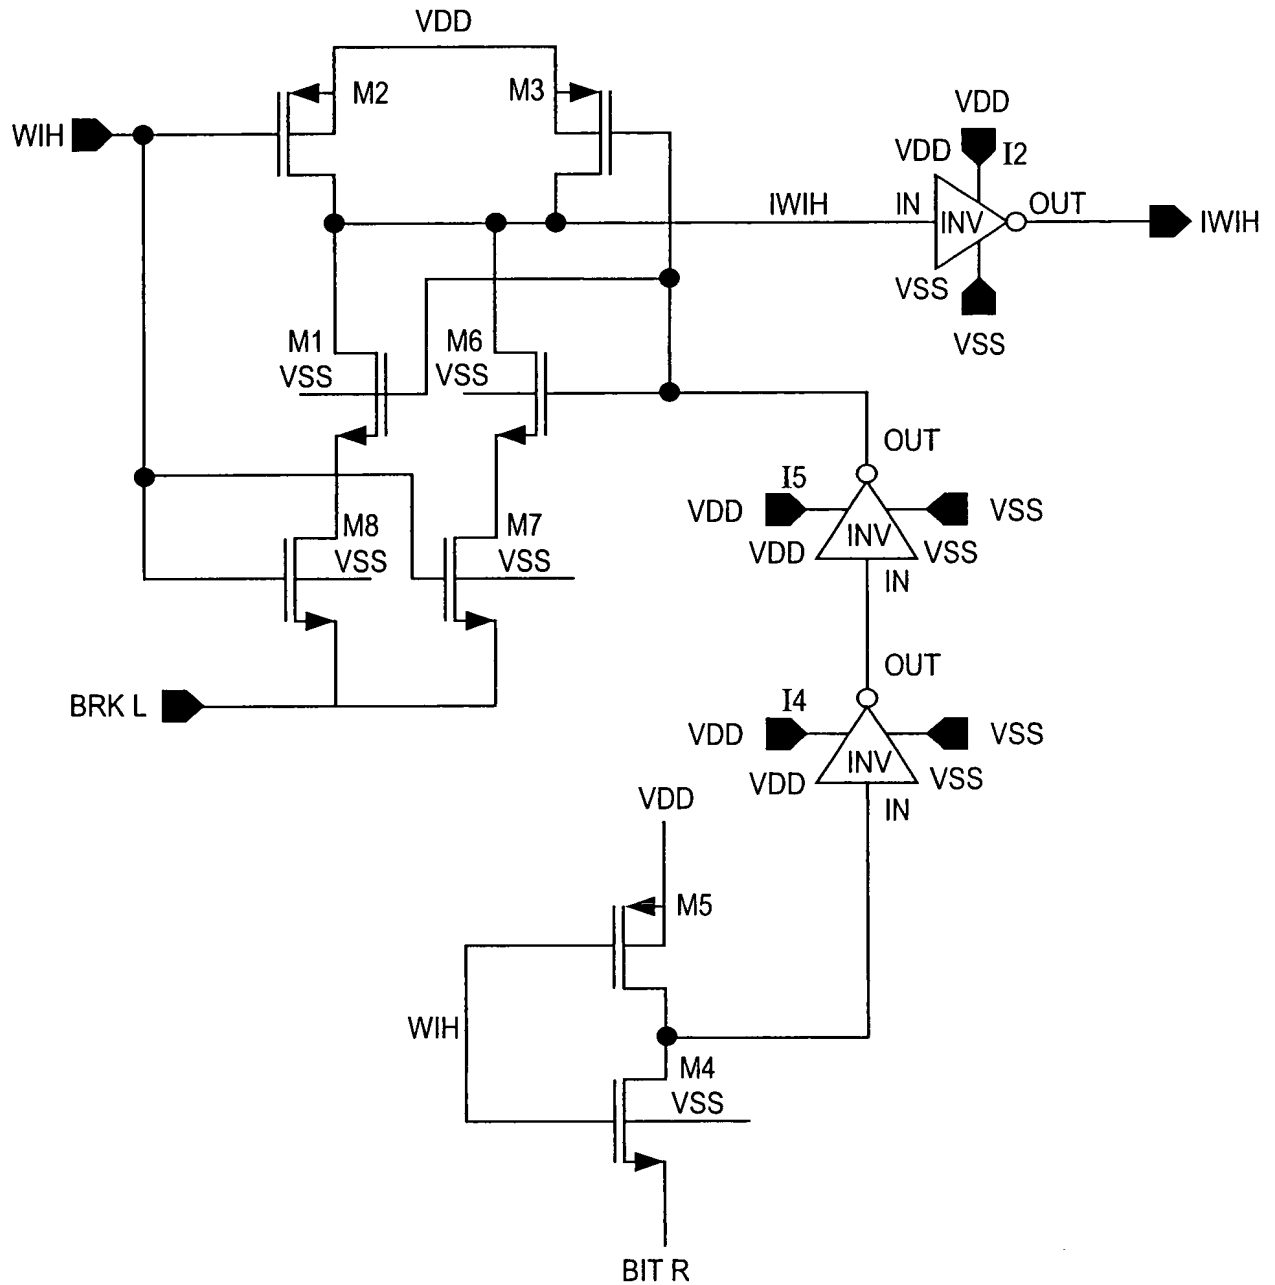 VDD
M2
M3
WIH
VDD
VDD
I2
IWIH
IN
INV
OUT
IWIH
VSS
VSS
M1
VSS
M6
VSS
OUT
I5
VDD
VSS
INV
VDD
VSS
IN
M8
VSS
M7
VSS
OUT
BRK L
I4
VDD
VSS
INV
VDD
VSS
IN
VDD
M5
WIH
M4
VSS
BIT R